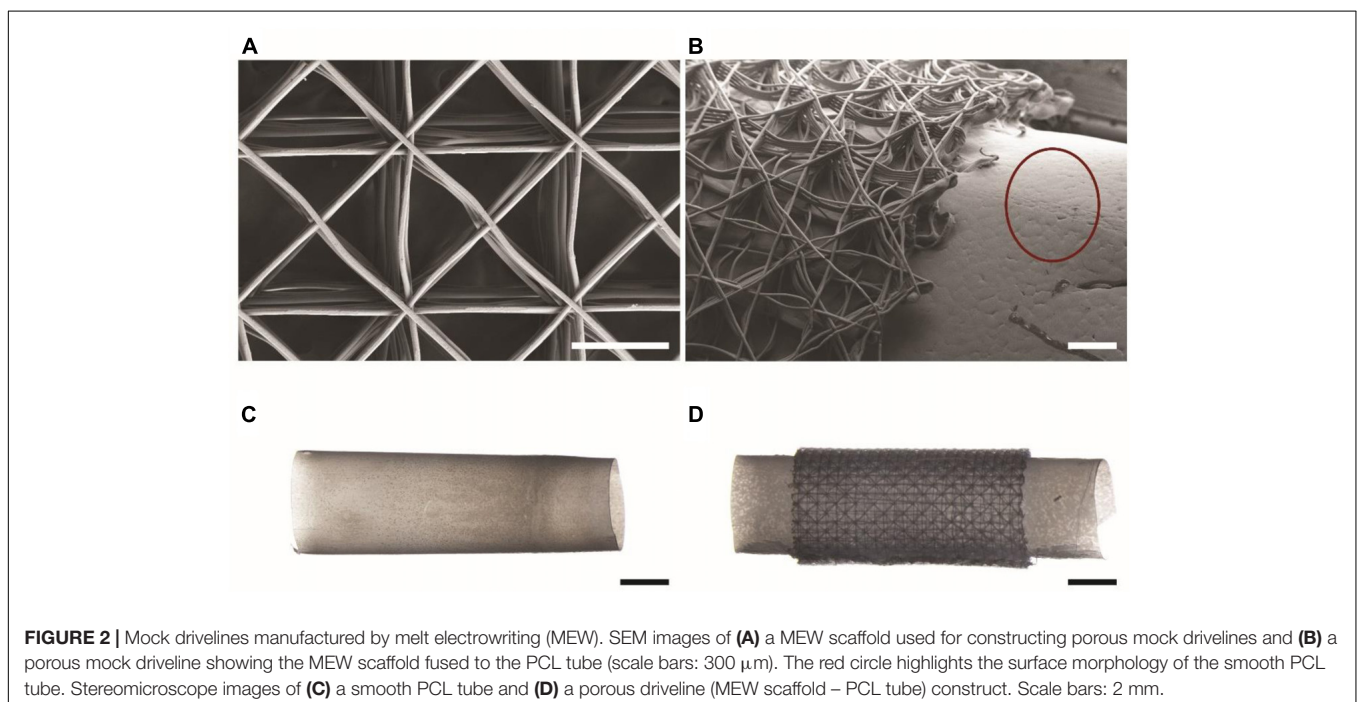 A
B
C
D
FIGURE 2 | Mock drivelines manufactured by melt electrowriting (MEW). SEM images of (A) a MEW scaffold used for constructing porous mock drivelines and (B) a
porous mock driveline showing the MEW scaffold fused to the PCL tube (scale bars: 300 μm). The red circle highlights the surface morphology of the smooth PCL
tube. Stereomicroscope images of (C) a smooth PCL tube and (D) a porous driveline (MEW scaffold – PCL tube) construct. Scale bars: 2 mm.